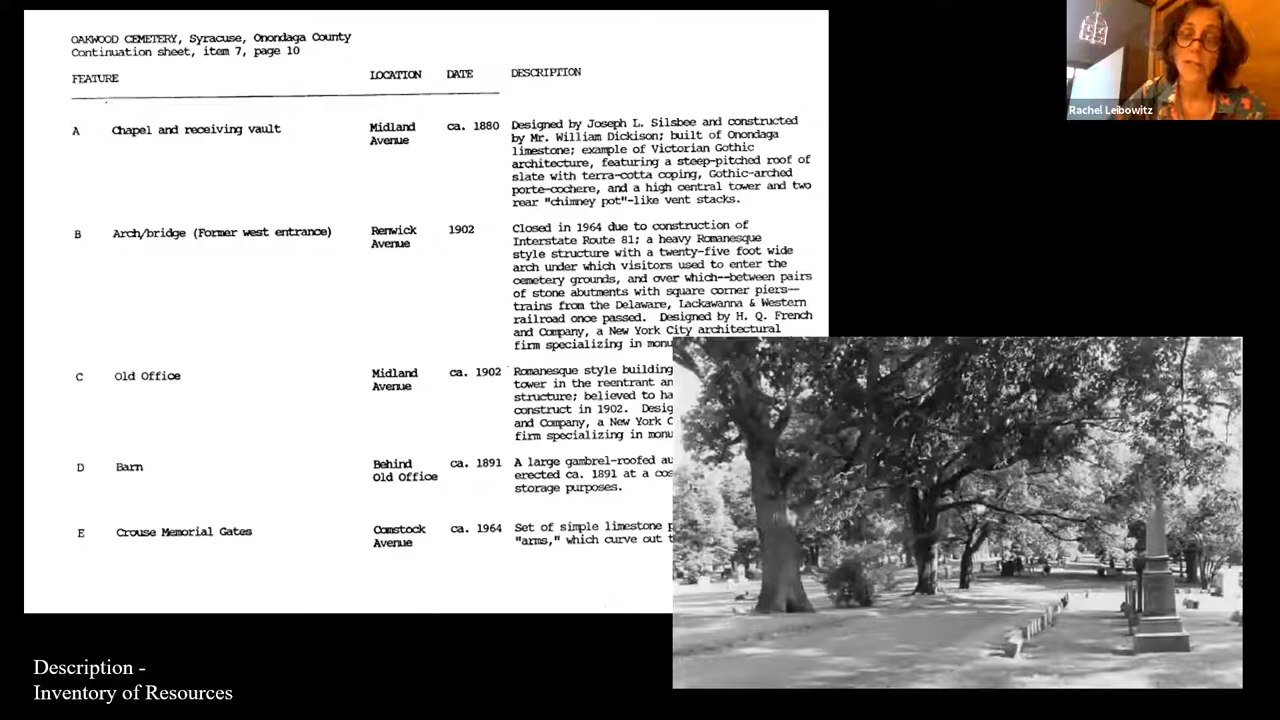 OAKWOOD CEMETERY, Syracuse, Onondaga County
Continuation sheet, item 7, page 10
FEATURE LOCATION DATE DESCRIPTION
A Chapel and receiving vault Midland Avenue ca. 1880 Designed by Joseph L. Silsbee and constructed
by Mr. William Dickison; built of Onondaga
limestone; example of Victorian Gothic
architecture, featuring a steep-pitched roof of
slate with terra-cotta coping, Gothic-arched
porte-cochere, and a high central tower and two
rear "chimney pot"-like vent stacks.
B Arch/bridge (Former west entrance) Renwick Avenue 1902 Closed in 1964 due to construction of
Interstate Route 81; a heavy Romanesque
style structure with a twenty-five foot wide
arch under which visitors used to enter the
cemetery grounds, and over which--between pairs
of stone abutments with square corner piers--
trains from the Delaware, Lackawanna & Western
railroad once passed. Designed by H. Q. French
and Company, a New York City architectural
firm specializing in monu
C Old Office Midland Avenue ca. 1902 Romanesque style building
tower in the reentrant an
structure; believed to ha
construct in 1902. Desig
and Company, a New York C
firm specializing in monu
D Barn Behind Old Office ca. 1891 A large gambrel-roofed au
erected ca. 1891 at a cos
storage purposes.
E Crouse Memorial Gates Comstock Avenue ca. 1964 Set of simple limestone p
"arms," which curve out t
Rachel Leibowitz
Description -
Inventory of Resources